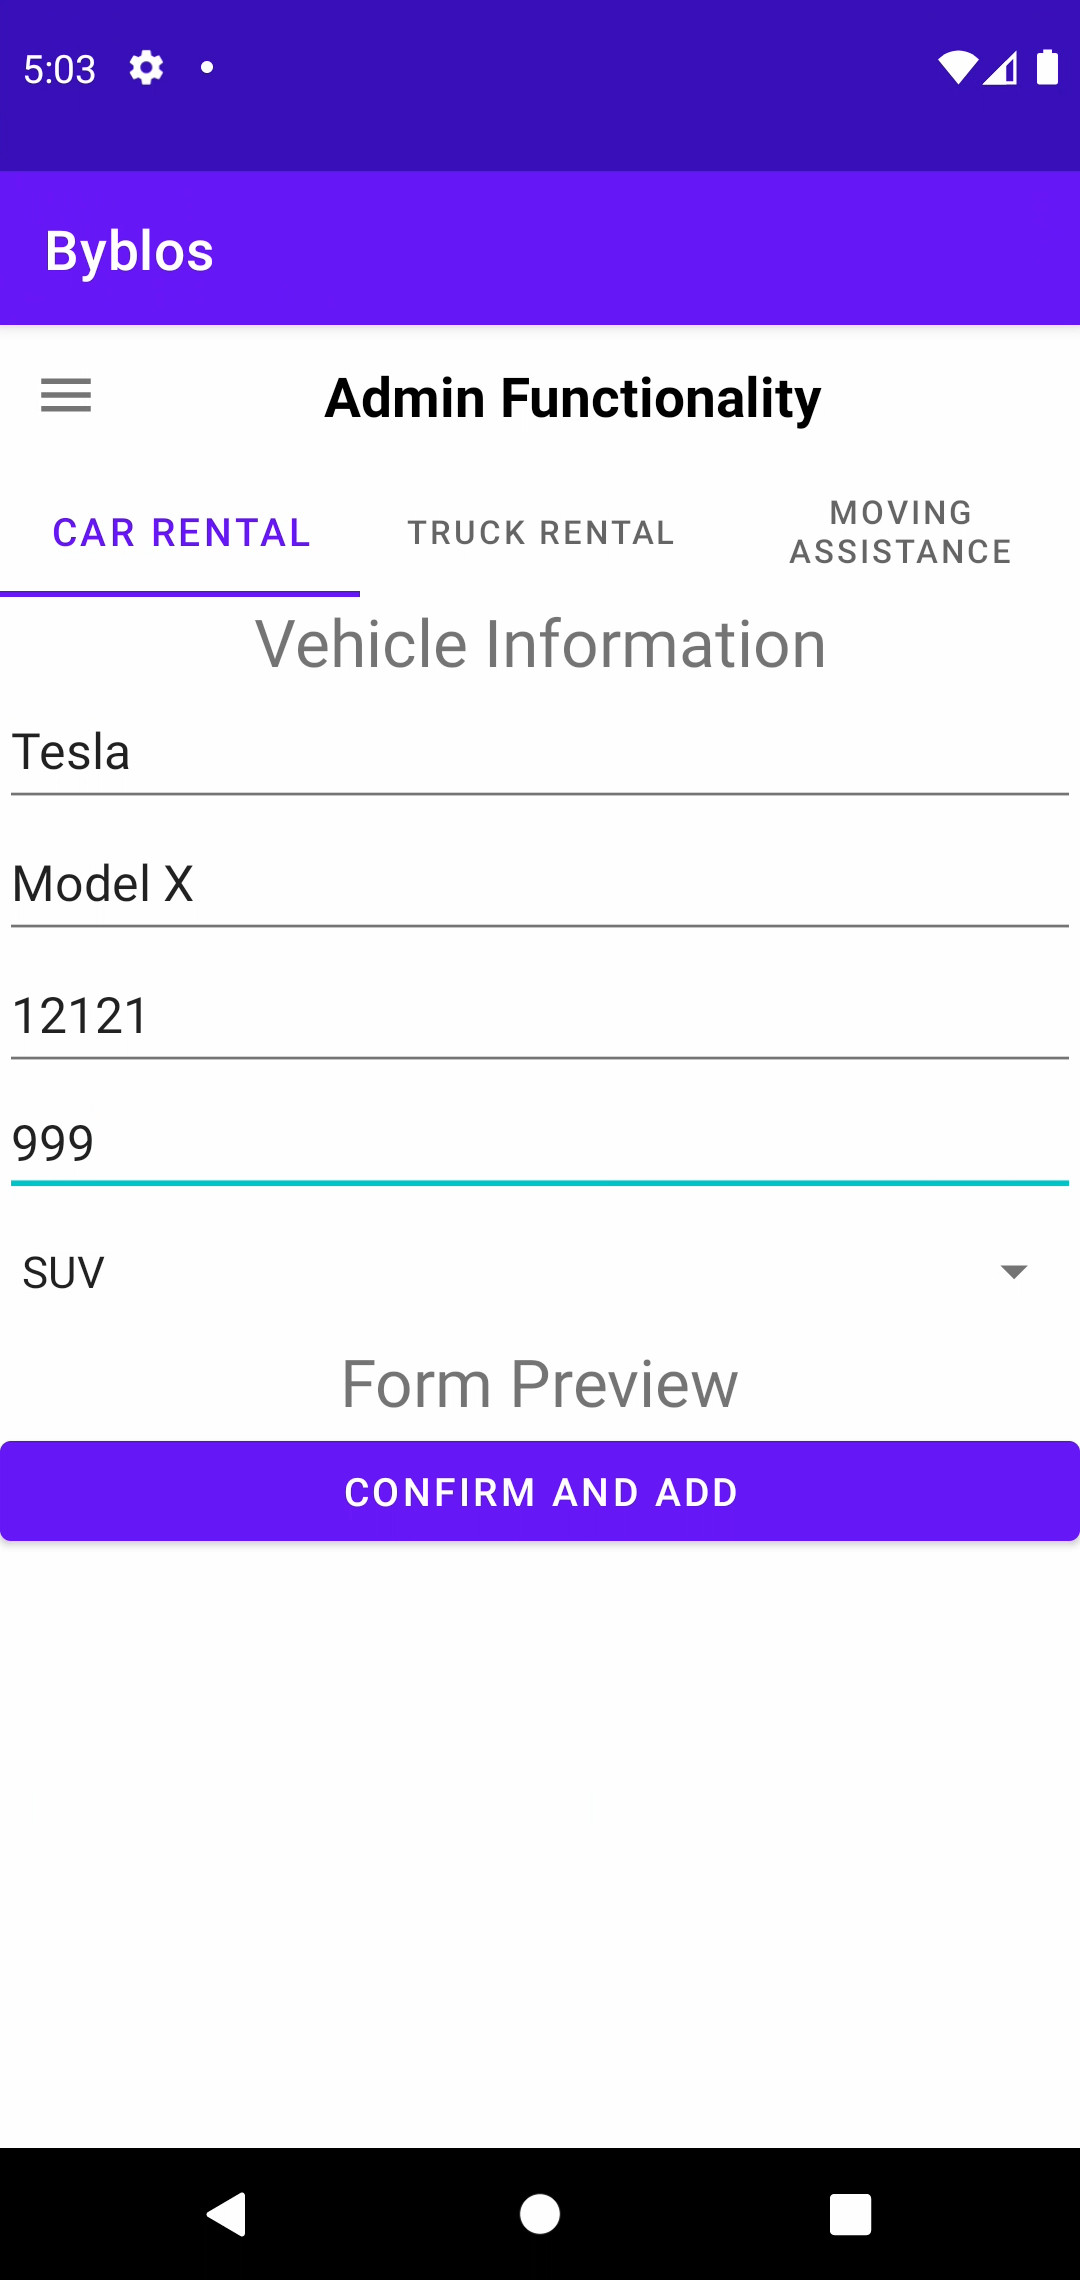 5:03
Byblos
Admin Functionality
CAR RENTAL
TRUCK RENTAL
MOVING
ASSISTANCE
Vehicle Information
Tesla
Model X
12121
999
SUV
Form Preview
CONFIRM AND ADD